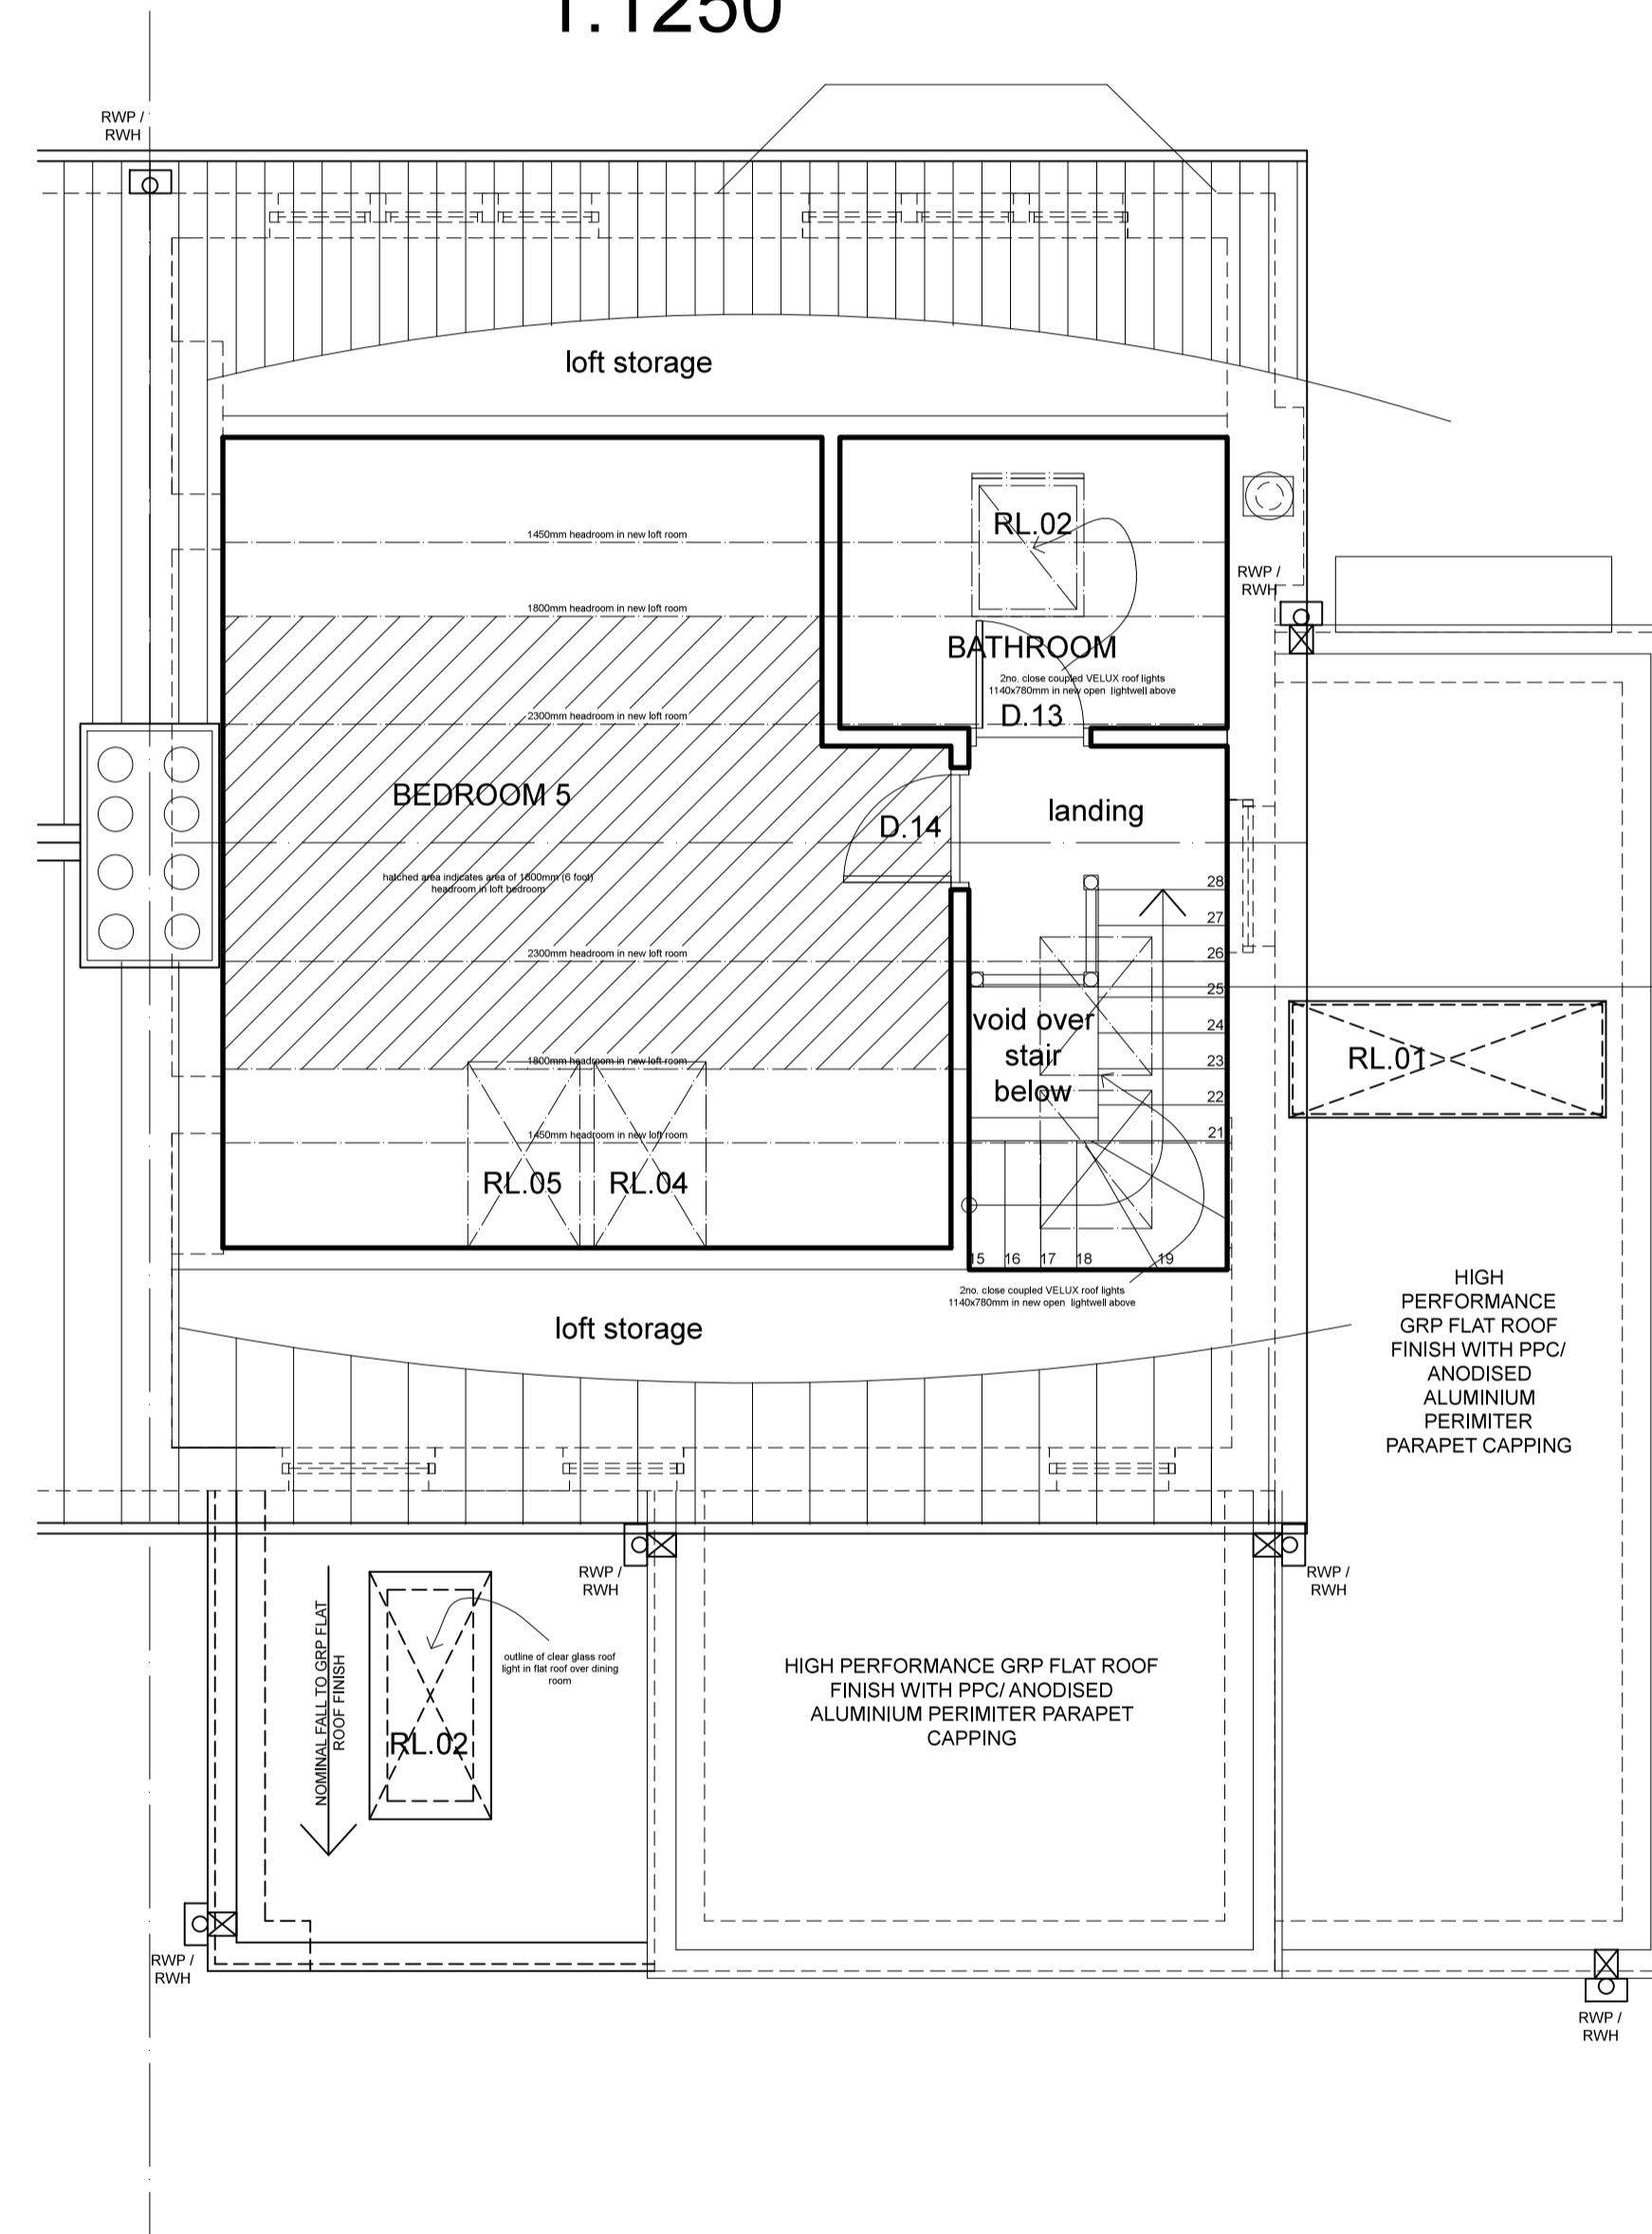 1:1250
RWP /
RWH
loft storage
1450mm headroom in new loft room
RL.02
1800mm headroom in new loft room
BATHROOM
2no. close coupled VELUX roof lights
1140x780mm in new open lightwell above
D.13
RWP /
RWH
2300mm headroom in new loft room
BEDROOM 5
D.14
landing
hatched area indicates area of 1800mm (6 foot)
headroom in loft bedroom
28
27
26
25
24
23
22
21
2300mm headroom in new loft room
void over
stair
below
RL.01
1800mm headroom in new loft room
1450mm headroom in new loft room
RL.05
RL.04
15
16
17
18
19
2no. close coupled VELUX roof lights
1140x780mm in new open lightwell above
loft storage
HIGH
PERFORMANCE
GRP FLAT ROOF
FINISH WITH PPC/
ANODISED
ALUMINIUM
PERIMITER
PARAPET CAPPING
RWP /
RWH
RWP /
RWH
NOMINAL FALL TO GRP FLAT
ROOF FINISH
outline of clear glass roof
light in flat roof over dining
room
RL.02
HIGH PERFORMANCE GRP FLAT ROOF
FINISH WITH PPC/ ANODISED
ALUMINIUM PERIMITER PARAPET
CAPPING
RWP /
RWH
RWP /
RWH